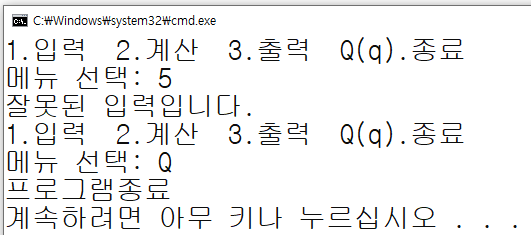 C:\Windows\system32\cmd.exe
1.입력 2.계산 3.출력 Q(q).종료
메뉴 선택: 5
잘못된 입력입니다.
1.입력 2.계산 3.출력 Q(q).종료
메뉴 선택: Q
프로그램종료
계속하려면 아무 키나 누르십시오 . . .